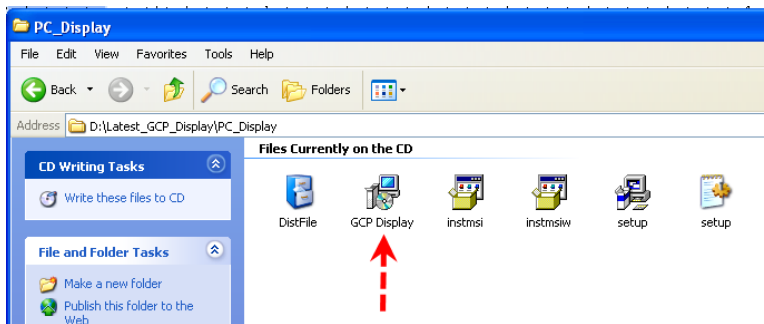 PC_Display
File Edit View Favorites Tools Help
Back Search Folders
Address D:\Latest_GCP_Display\PC_Display
Files Currently on the CD
CD Writing Tasks
Write these files to CD
DistFile GCP Display instmsi instmsiw setup setup
File and Folder Tasks
Make a new folder
Publish this folder to the
Web